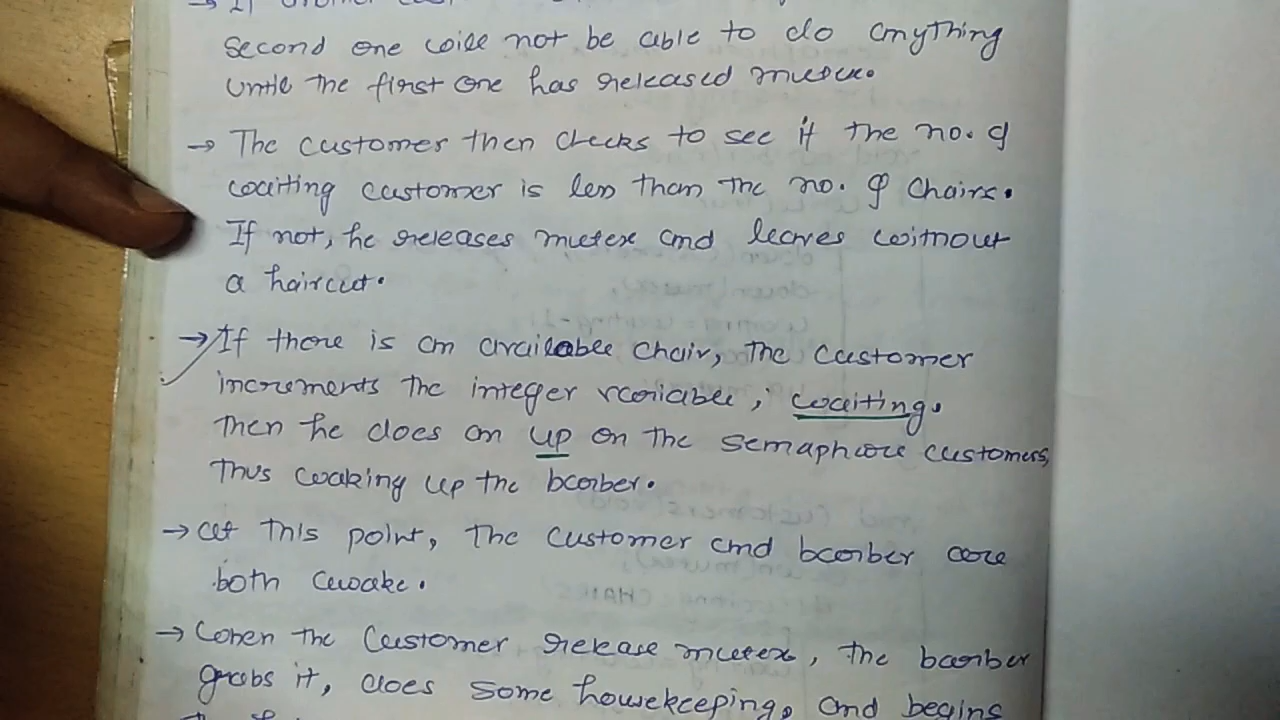 second one will not be able to do anything
until the first one has released mutex.
→ The customer then checks to see if the no. of
waiting customer is less than the no. of chairs.
If not, he releases mutex and leaves without
a haircut.
→ If there is an available chair, the customer
increments the integer variable, waiting.
Then he does an up on the semaphore customers,
thus waking up the barber.
→ at this point, the customer and barber are
both awake.
→ When the customer release mutex, the barber
grabs it, does some housekeeping, and begins